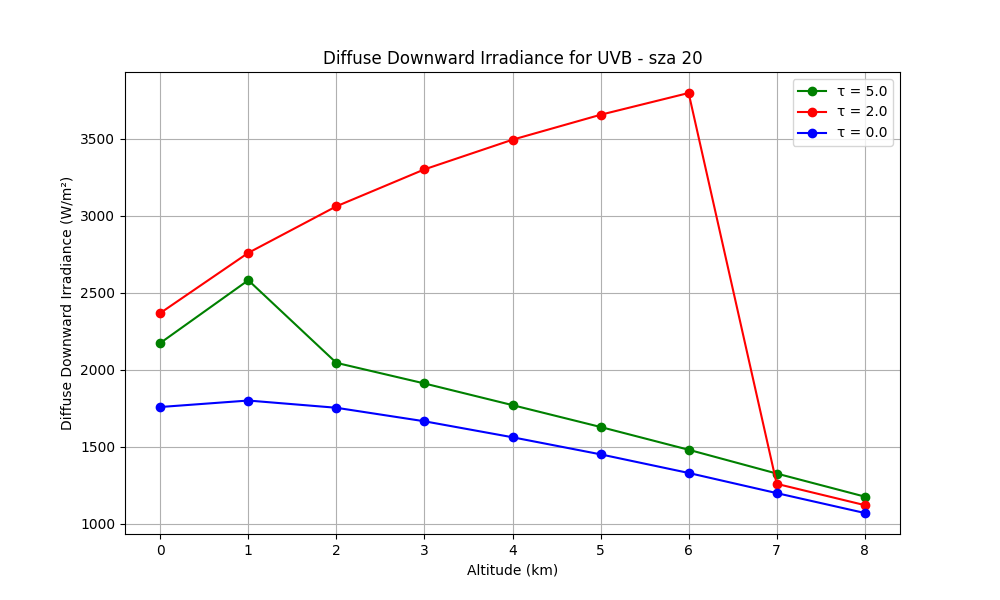 Diffuse Downward Irradiance for UVB - sza 20
τ = 5.0
τ = 2.0
τ = 0.0
Diffuse Downward Irradiance (W/m²)
3500
3000
2500
2000
1500
1000
0 1 2 3 4 5 6 7 8
Altitude (km)